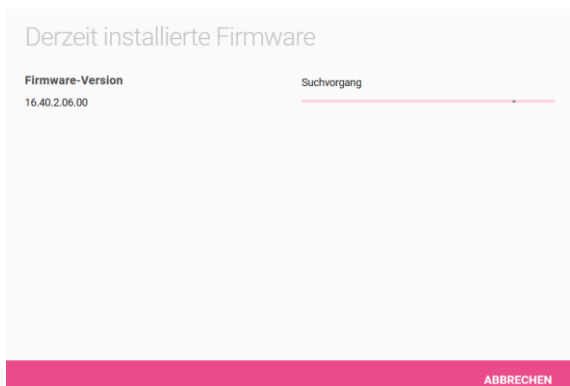 Derzeit installierte Firmware
Firmware-Version
16.40.2.06.00
Suchvorgang
ABBRECHEN